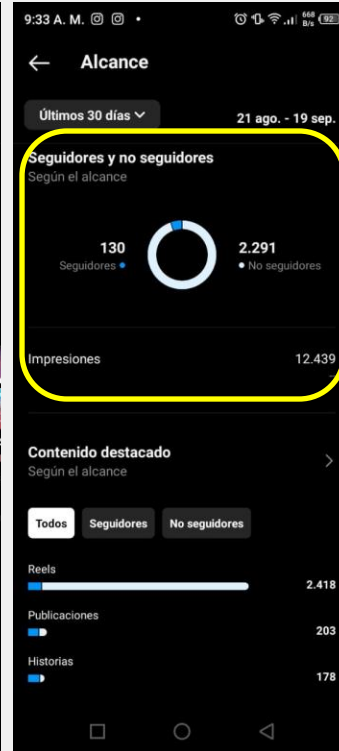 9:33 A. M.
668
B/s
92
Alcance
Últimos 30 días
21 ago. - 19 sep.
Seguidores y no seguidores
Según el alcance
130
Seguidores
2.291
No seguidores
Impresiones
12.439
--
Contenido destacado
Según el alcance
Todos
Seguidores
No seguidores
Reels
2.418
Publicaciones
203
Historias
178